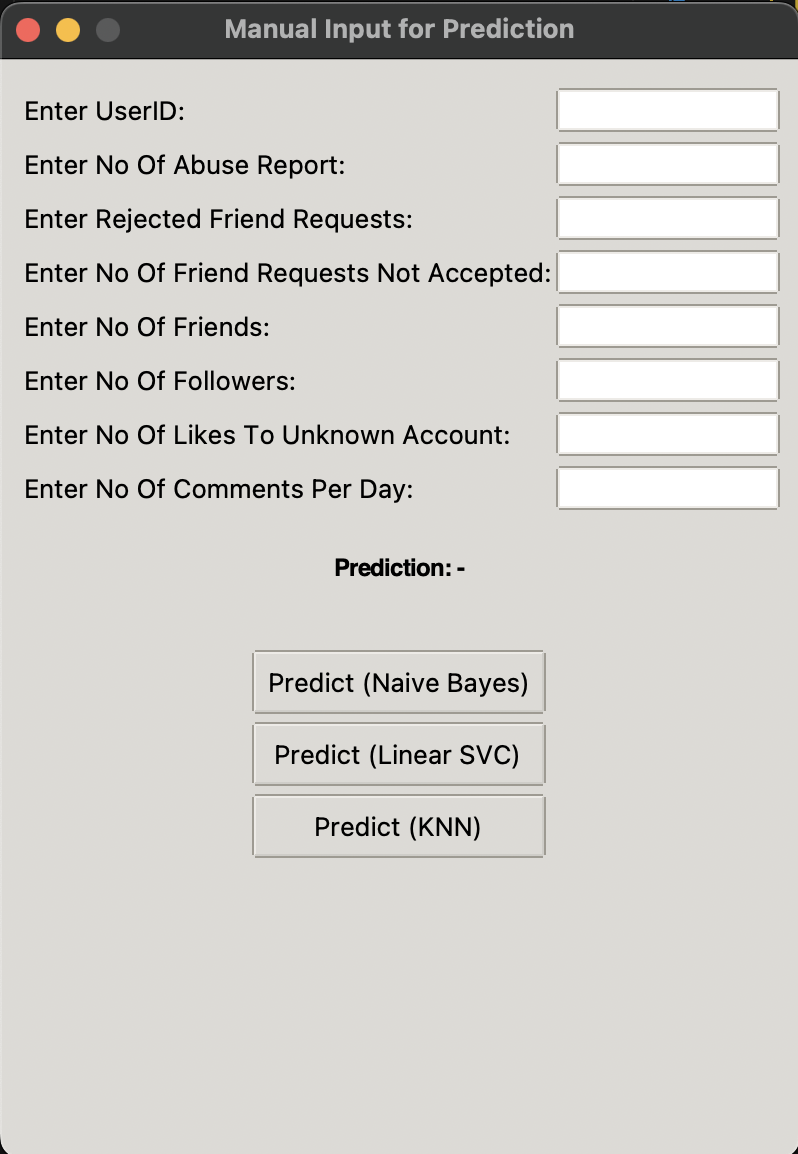 Manual Input for Prediction
Enter UserID:
Enter No Of Abuse Report:
Enter Rejected Friend Requests:
Enter No Of Friend Requests Not Accepted:
Enter No Of Friends:
Enter No Of Followers:
Enter No Of Likes To Unknown Account:
Enter No Of Comments Per Day:
Prediction: -
Predict (Naive Bayes)
Predict (Linear SVC)
Predict (KNN)